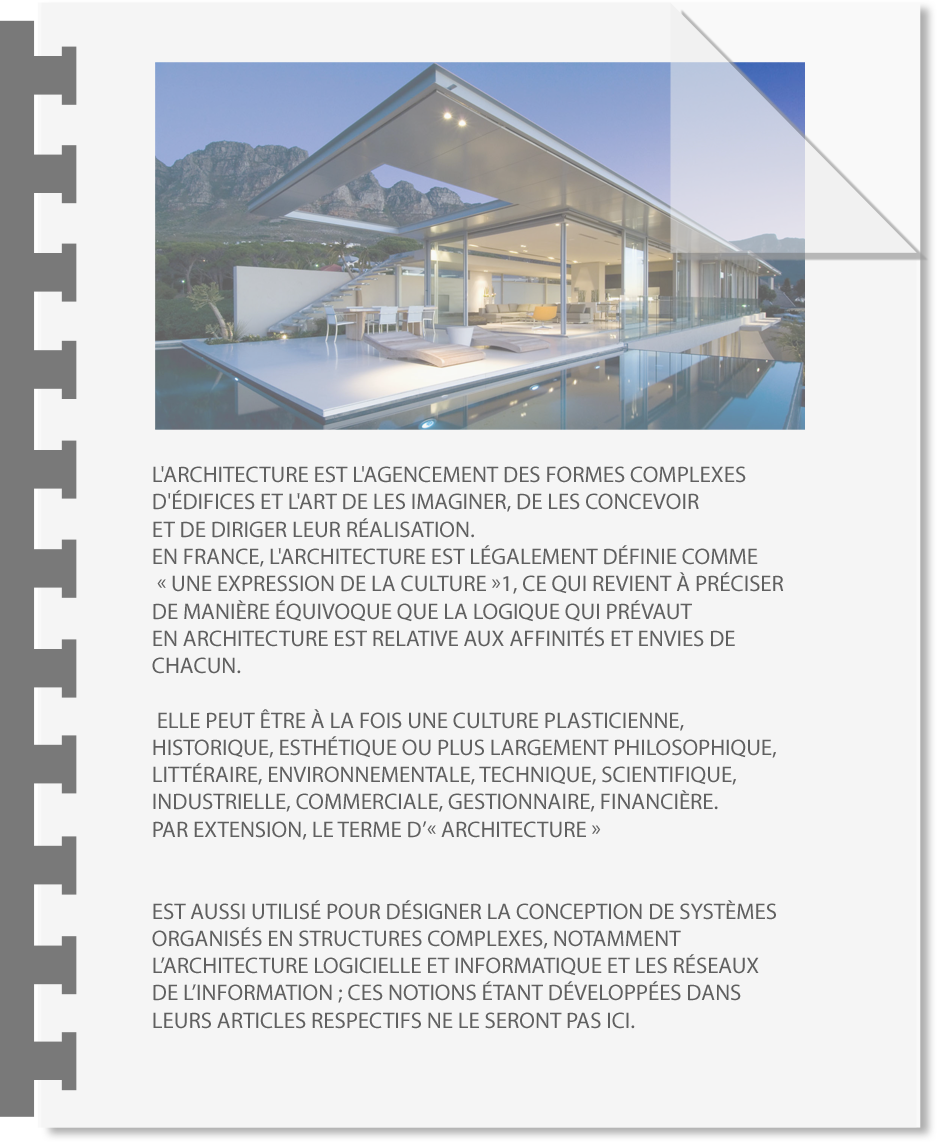 L'ARCHITECTURE EST L'AGENCEMENT DES FORMES COMPLEXES
D'ÉDIFICES ET L'ART DE LES IMAGINER, DE LES CONCEVOIR
ET DE DIRIGER LEUR RÉALISATION.
EN FRANCE, L'ARCHITECTURE EST LÉGALEMENT DÉFINIE COMME
« UNE EXPRESSION DE LA CULTURE »1, CE QUI REVIENT À PRÉCISER
DE MANIÈRE ÉQUIVOQUE QUE LA LOGIQUE QUI PRÉVAUT
EN ARCHITECTURE EST RELATIVE AUX AFFINITÉS ET ENVIES DE
CHACUN.
ELLE PEUT ÊTRE À LA FOIS UNE CULTURE PLASTICIENNE,
HISTORIQUE, ESTHÉTIQUE OU PLUS LARGEMENT PHILOSOPHIQUE,
LITTÉRAIRE, ENVIRONNEMENTALE, TECHNIQUE, SCIENTIFIQUE,
INDUSTRIELLE, COMMERCIALE, GESTIONNAIRE, FINANCIÈRE.
PAR EXTENSION, LE TERME D’« ARCHITECTURE »
EST AUSSI UTILISÉ POUR DÉSIGNER LA CONCEPTION DE SYSTÈMES
ORGANISÉS EN STRUCTURES COMPLEXES, NOTAMMENT
L’ARCHITECTURE LOGICIELLE ET INFORMATIQUE ET LES RÉSEAUX
DE L’INFORMATION ; CES NOTIONS ÉTANT DÉVELOPPÉES DANS
LEURS ARTICLES RESPECTIFS NE LE SERONT PAS ICI.